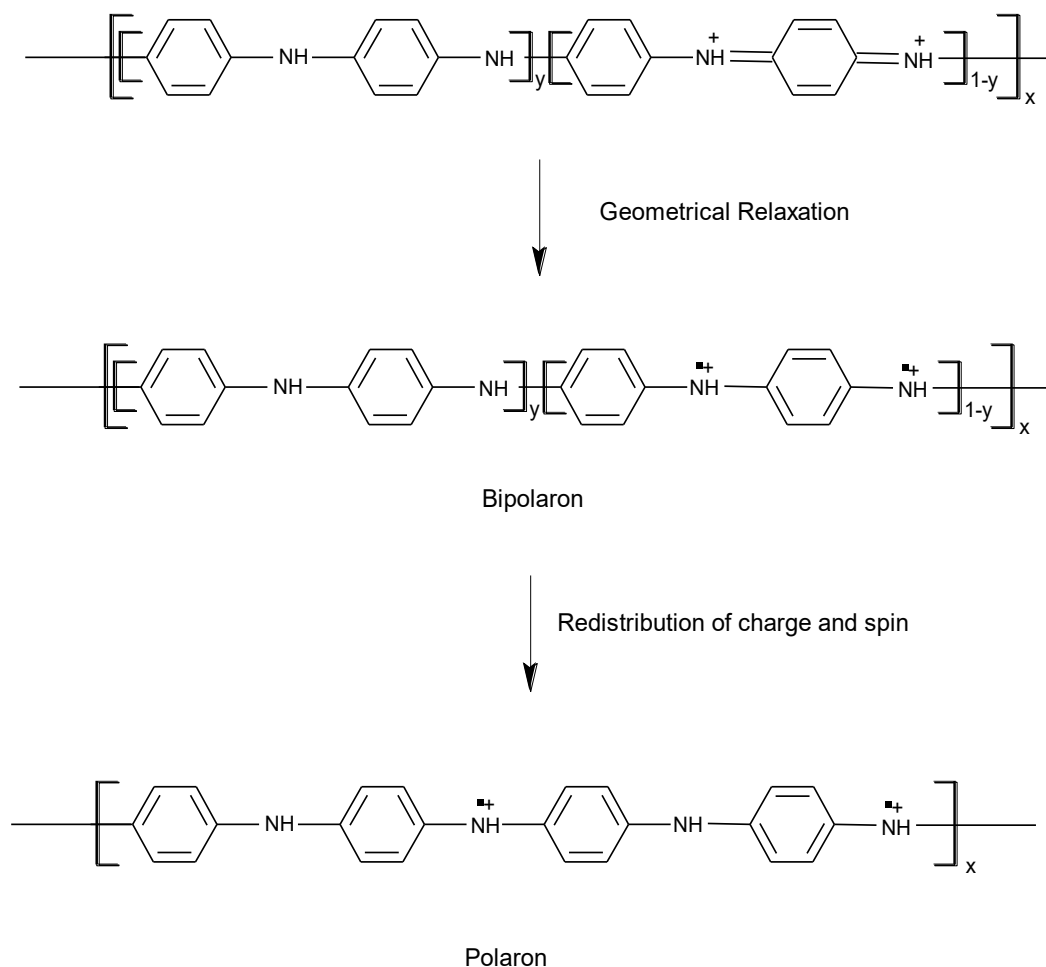 NH NH y NH + NH + 1-y x
Geometrical Relaxation
NH NH y NH ▪+ NH ▪+ 1-y x
Bipolaron
Redistribution of charge and spin
NH NH ▪+ NH NH ▪+ x
Polaron